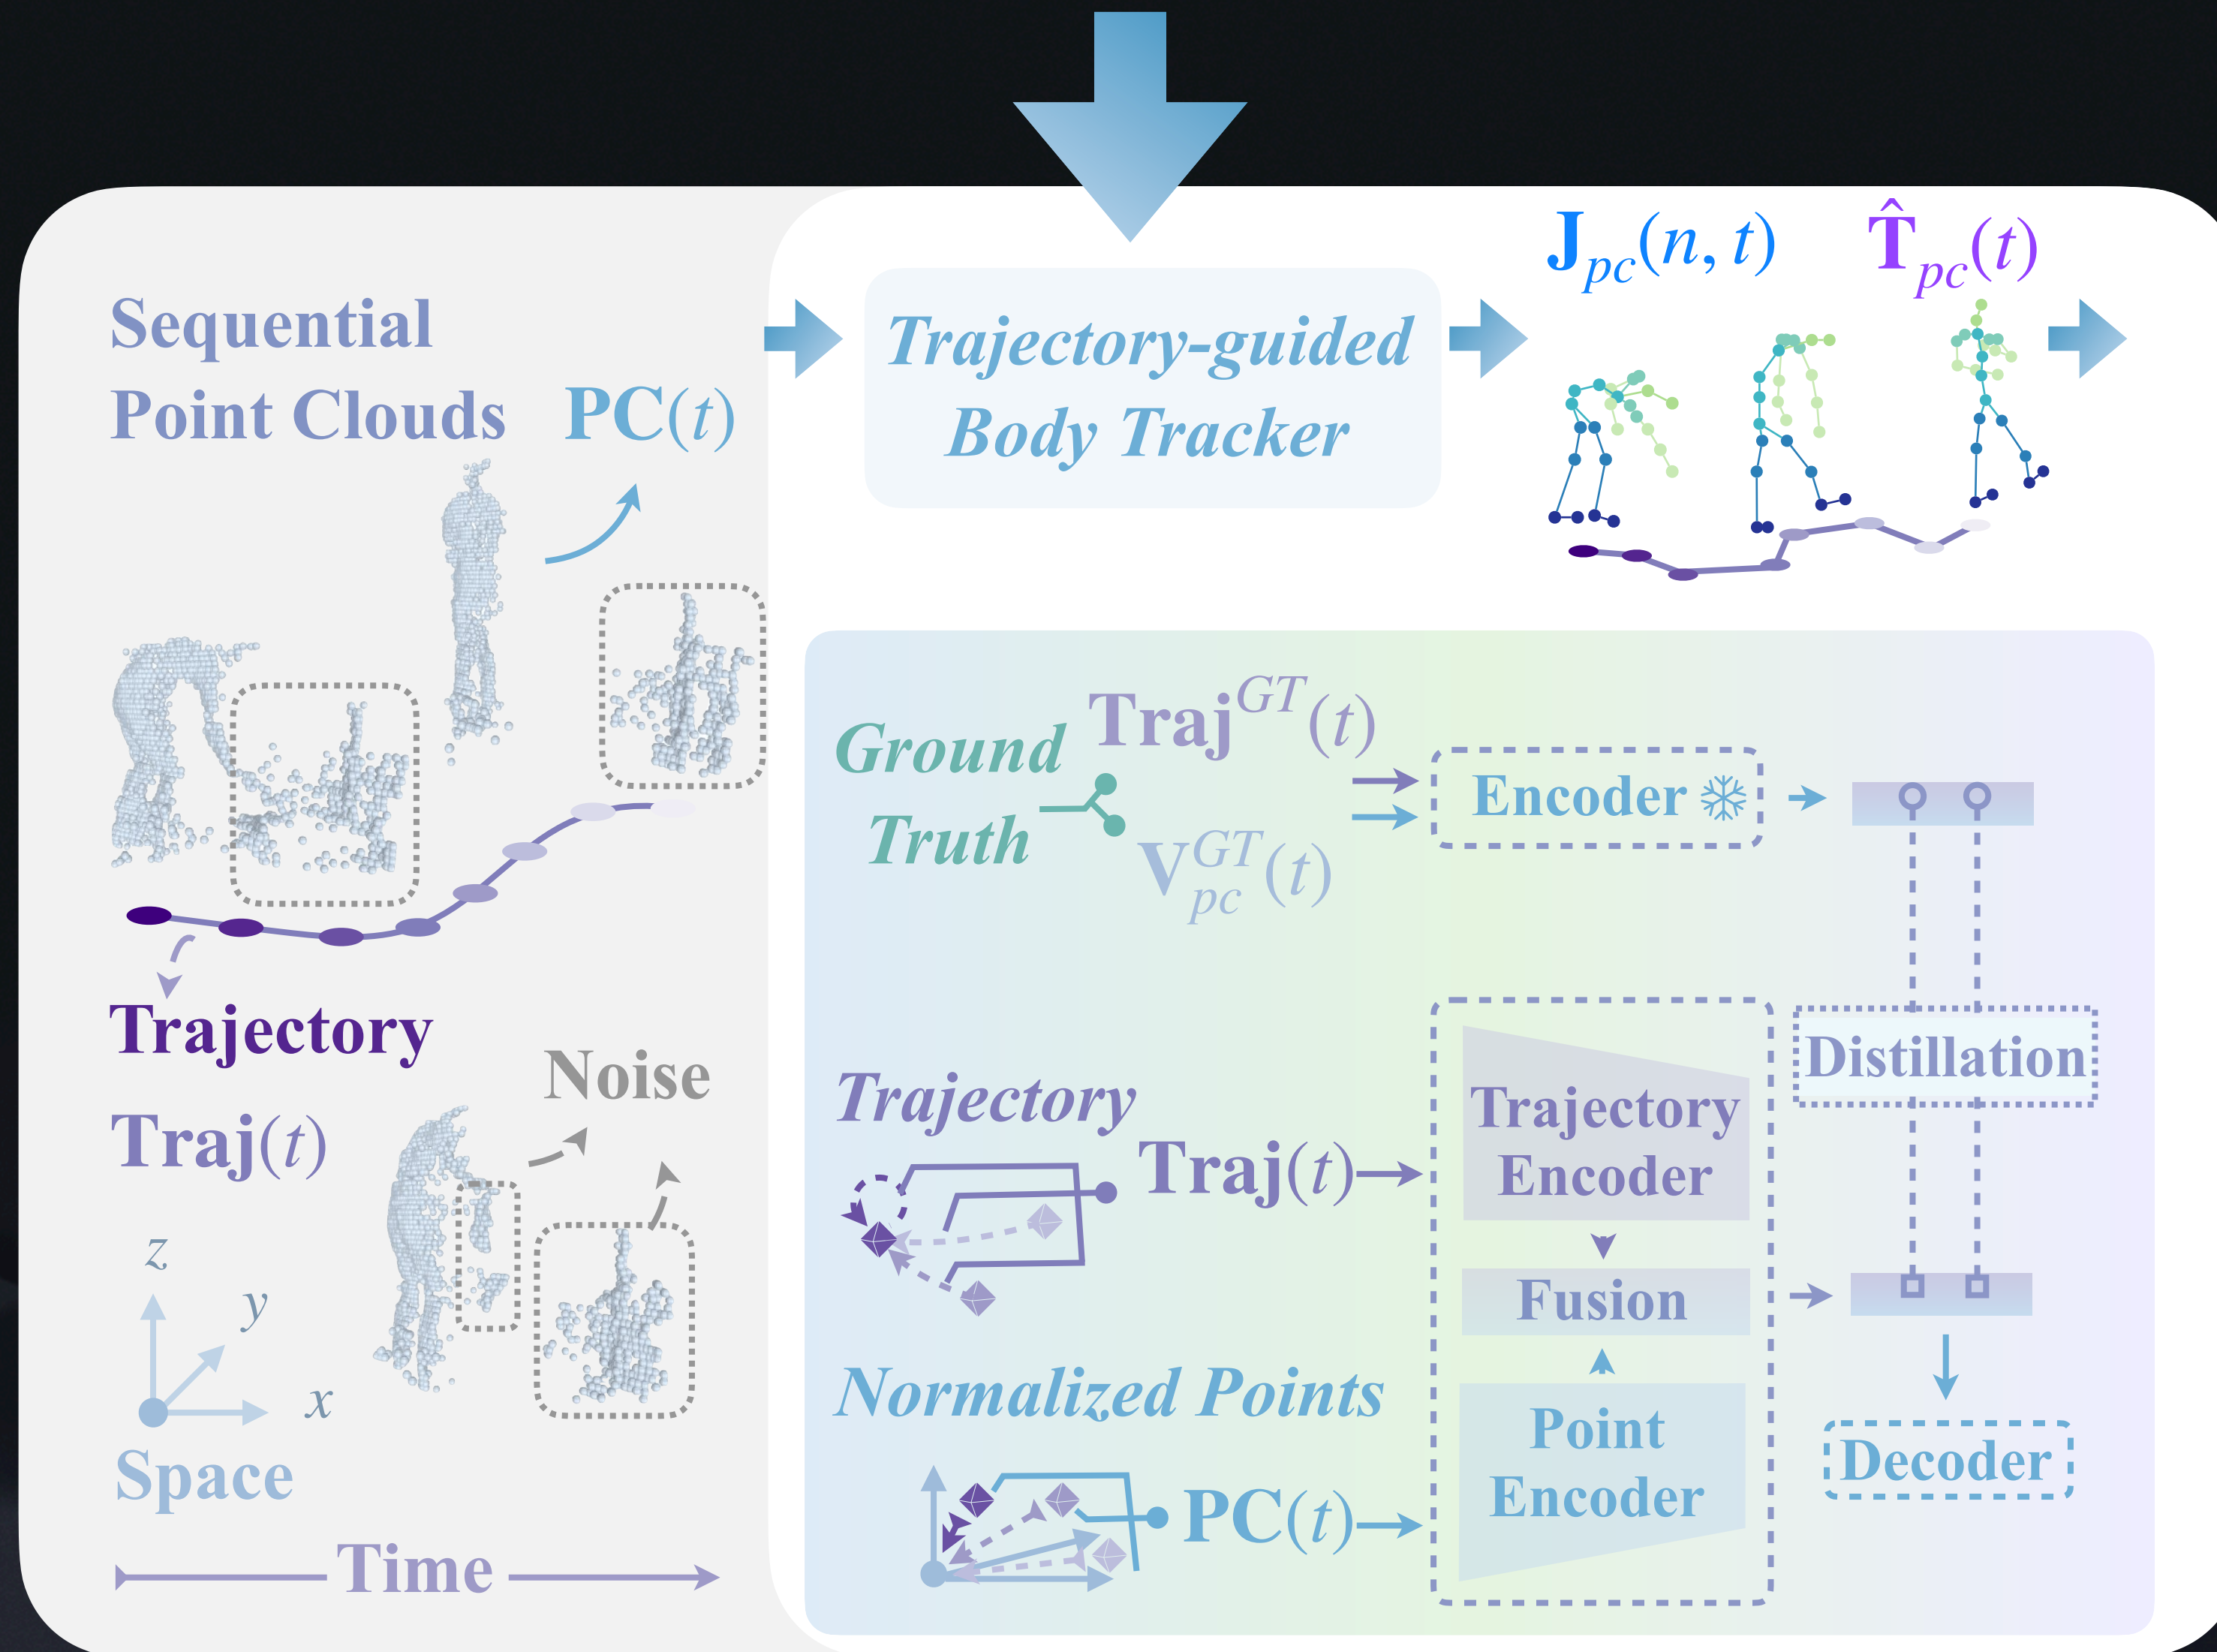 Sequential
Point Clouds PC(t)
Trajectory
Traj(t)
Noise
z
y
x
Space
Time
Trajectory-guided
Body Tracker
J_pc(n, t)
T̂_pc(t)
Ground
Truth
Traj^GT(t)
V_pc^GT(t)
Encoder
Distillation
Trajectory
Traj(t)
Trajectory
Encoder
Fusion
Normalized Points
PC(t)
Point
Encoder
Decoder